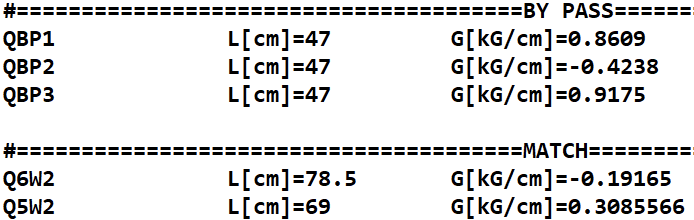 #=======================================BY PASS======
QBP1 L[cm]=47 G[kG/cm]=0.8609
QBP2 L[cm]=47 G[kG/cm]=-0.4238
QBP3 L[cm]=47 G[kG/cm]=0.9175
#=======================================MATCH========
Q6W2 L[cm]=78.5 G[kG/cm]=-0.19165
Q5W2 L[cm]=69 G[kG/cm]=0.3085566